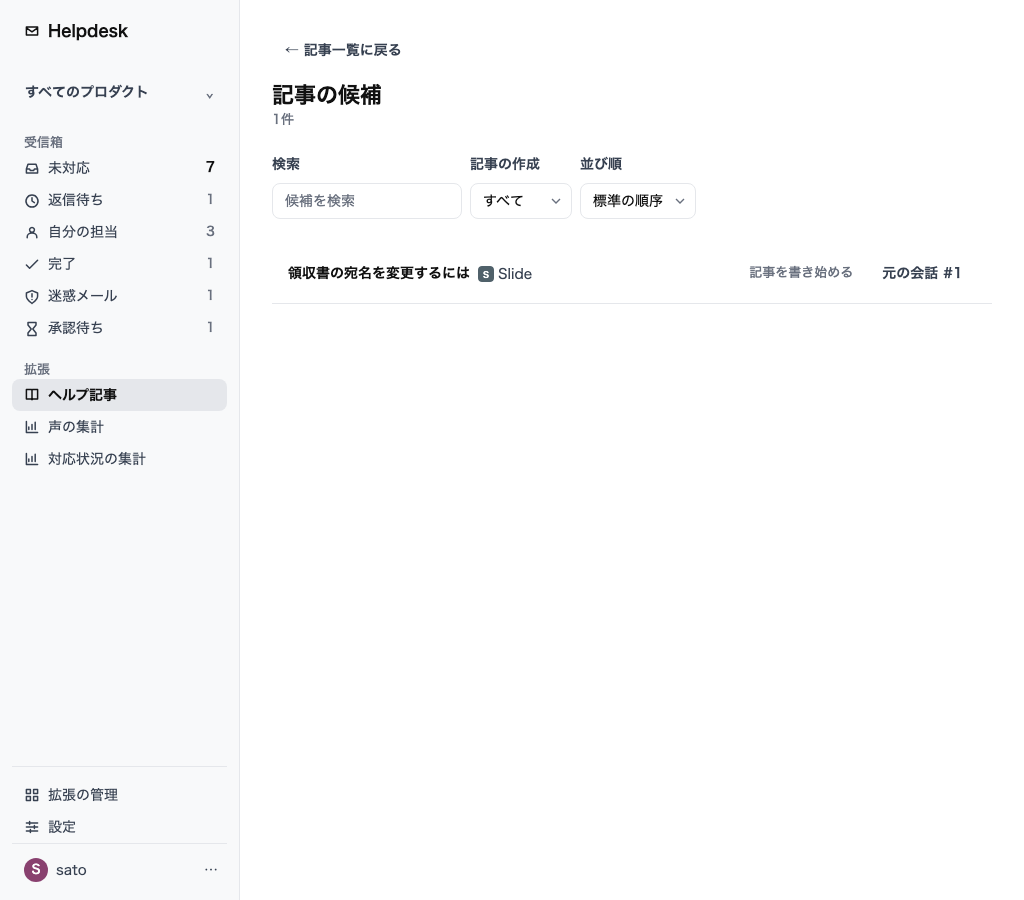 Helpdesk
すべてのプロダクト
受信箱
未対応 7
返信待ち 1
自分の担当 3
完了 1
迷惑メール 1
承認待ち 1
拡張
ヘルプ記事
声の集計
対応状況の集計
拡張の管理
設定
S sato ...
← 記事一覧に戻る
記事の候補
1件
検索 記事の作成 並び順
候補を検索 すべて 標準の順序
領収書の宛名を変更するには S Slide 記事を書き始める 元の会話 #1